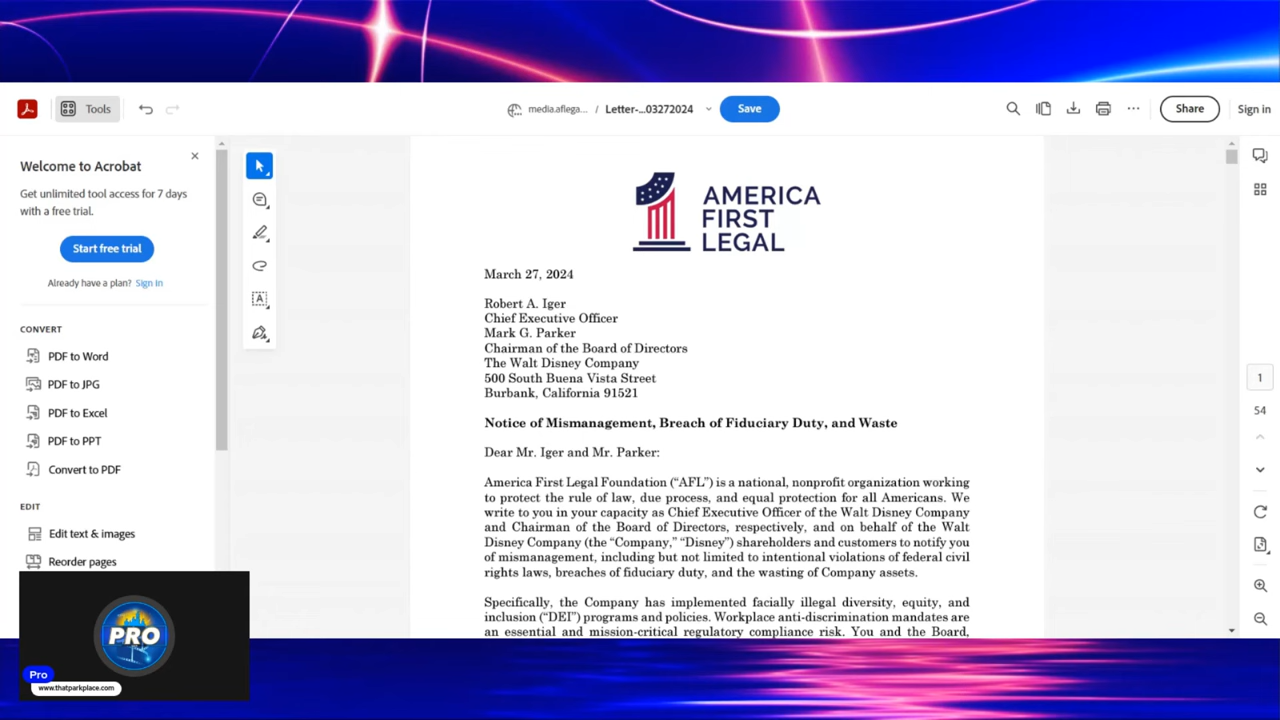 Tools
media.aflega... / Letter-...03272024
Save
Share
Sign in
Welcome to Acrobat
Get unlimited tool access for 7 days
with a free trial.
Start free trial
Already have a plan? Sign in
CONVERT
PDF to Word
PDF to JPG
PDF to Excel
PDF to PPT
Convert to PDF
EDIT
Edit text & images
Reorder pages
AMERICA
FIRST
LEGAL
March 27, 2024
Robert A. Iger
Chief Executive Officer
Mark G. Parker
Chairman of the Board of Directors
The Walt Disney Company
500 South Buena Vista Street
Burbank, California 91521
Notice of Mismanagement, Breach of Fiduciary Duty, and Waste
Dear Mr. Iger and Mr. Parker:
America First Legal Foundation (“AFL”) is a national, nonprofit organization working
to protect the rule of law, due process, and equal protection for all Americans. We
write to you in your capacity as Chief Executive Officer of the Walt Disney Company
and Chairman of the Board of Directors, respectively, and on behalf of the Walt
Disney Company (the “Company,” “Disney”) shareholders and customers to notify you
of mismanagement, including but not limited to intentional violations of federal civil
rights laws, breaches of fiduciary duty, and the wasting of Company assets.
Specifically, the Company has implemented facially illegal diversity, equity, and
inclusion (“DEI”) programs and policies. Workplace anti-discrimination mandates are
an essential and mission-critical regulatory compliance risk. You and the Board,
1
54
PRO
Pro
www.thatparkplace.com